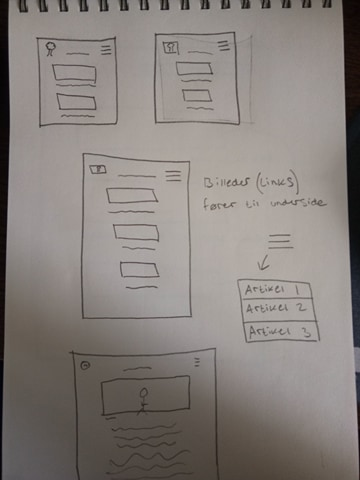 Billeder (Links)
fører til underside
Artikel 1
Artikel 2
Artikel 3